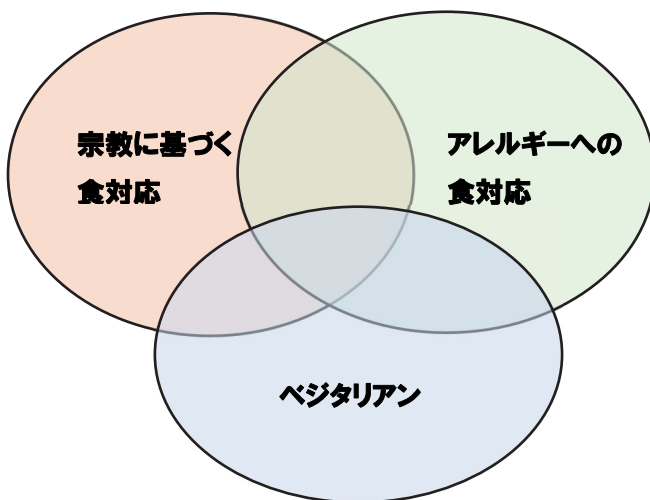 宗教に基づく
食対応
アレルギーへの
食対応
ベジタリアン